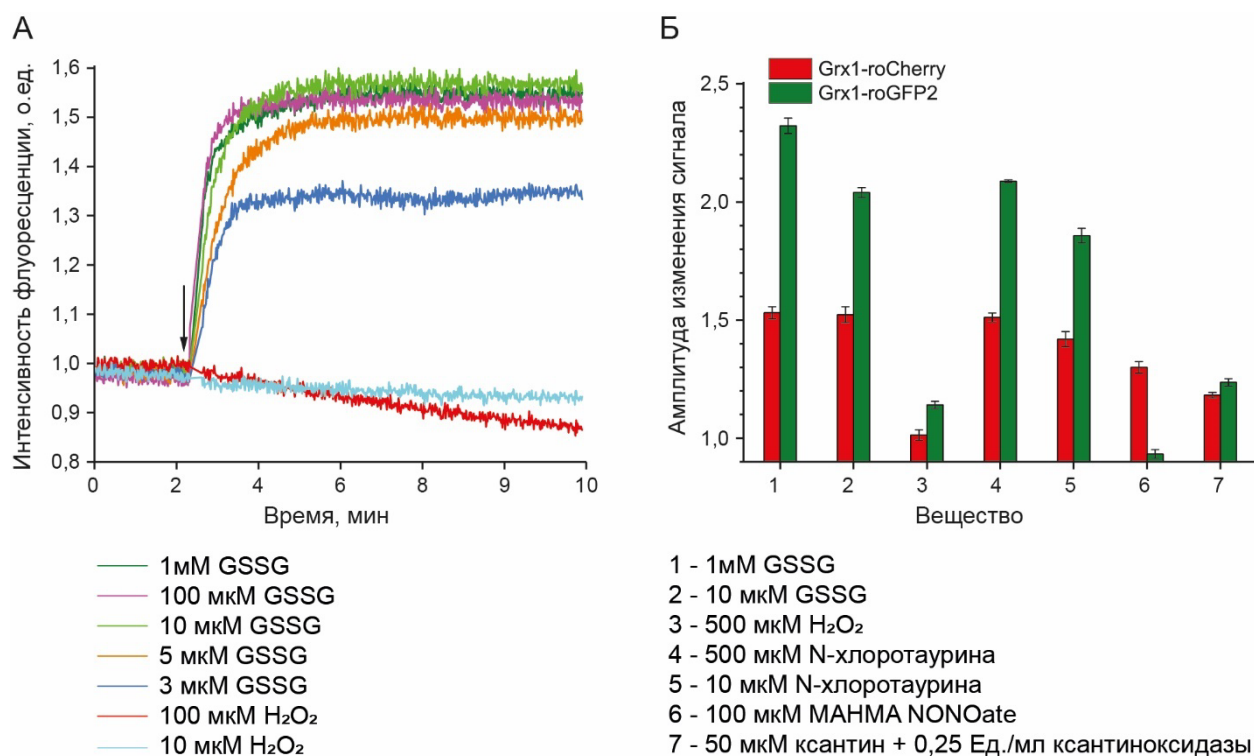 А
Интенсивность флуоресценции, о.ед.
1,6
1,5
1,4
1,3
1,2
1,1
1,0
0,9
0,8
0 2 4 6 8 9 10
Время, мин
1мМ GSSG
100 мкМ GSSG
10 мкМ GSSG
5 мкМ GSSG
3 мкМ GSSG
100 мкМ H₂O₂
10 мкМ H₂O₂
Б
Grx1-roCherry
Grx1-roGFP2
Амплитуда изменения сигнала
2,5
2,0
1,5
1,0
1 2 3 4 5 6 7
Вещество
1 - 1мМ GSSG
2 - 10 мкМ GSSG
3 - 500 мкМ H₂O₂
4 - 500 мкМ N-хлоротаурина
5 - 10 мкМ N-хлоротаурина
6 - 100 мкМ MAHMA NONOate
7 - 50 мкМ ксантин + 0,25 Ед./мл ксантиноксидазы